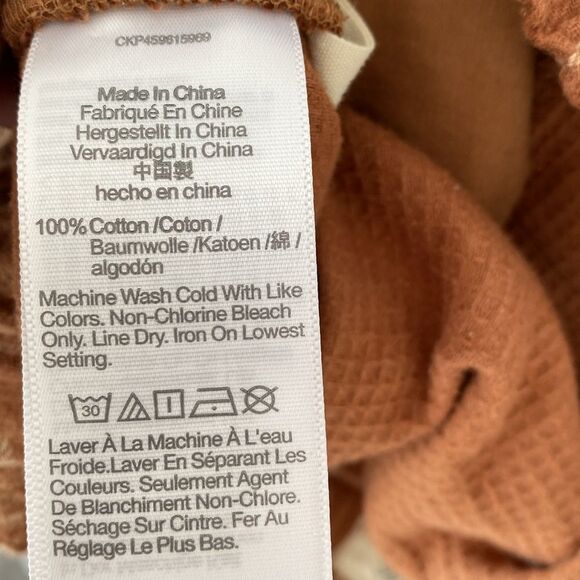 CKP459615969
Made In China
Fabriqué En Chine
Hergestellt In China
Vervaardigd In China
中国製
hecho en china
100% Cotton /Coton /
Baumwolle /Katoen /綿 /
algodón
Machine Wash Cold With Like
Colors. Non-Chlorine Bleach
Only. Line Dry. Iron On Lowest
Setting.
30
Laver À La Machine À L'eau
Froide.Laver En Séparant Les
Couleurs. Seulement Agent
De Blanchiment Non-Chlore.
Séchage Sur Cintre. Fer Au
Réglage Le Plus Bas.